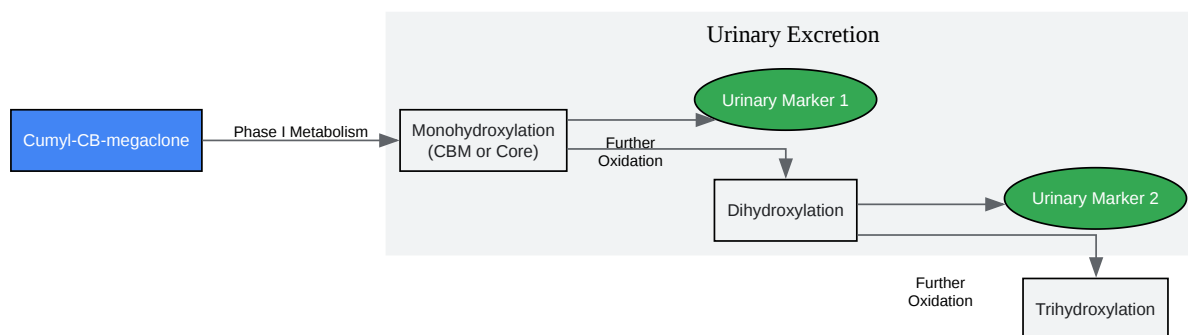 Urinary Excretion
Urinary Marker 1
Cumyl-CB-megaclone
Phase I Metabolism
Monohydroxylation
(CBM or Core)
Further
Oxidation
Dihydroxylation
Urinary Marker 2
Further
Oxidation
Trihydroxylation